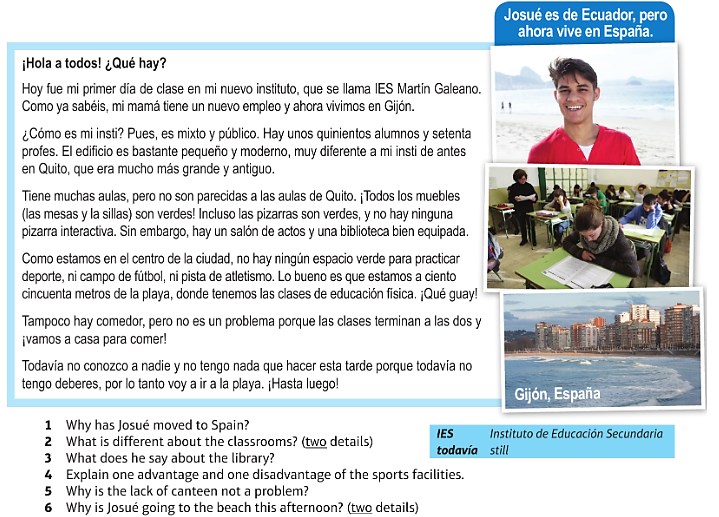 Josué es de Ecuador, pero
ahora vive en España.
¡Hola a todos! ¿Qué hay?
Hoy fue mi primer día de clase en mi nuevo instituto, que se llama IES Martín Galeano.
Como ya sabéis, mi mamá tiene un nuevo empleo y ahora vivimos en Gijón.
¿Cómo es mi insti? Pues, es mixto y público. Hay unos quinientos alumnos y setenta
profes. El edificio es bastante pequeño y moderno, muy diferente a mi insti de antes
en Quito, que era mucho más grande y antiguo.
Tiene muchas aulas, pero no son parecidas a las aulas de Quito. ¡Todos los muebles
(las mesas y la sillas) son verdes! Incluso las pizarras son verdes, y no hay ninguna
pizarra interactiva. Sin embargo, hay un salón de actos y una biblioteca bien equipada.
Como estamos en el centro de la ciudad, no hay ningún espacio verde para practicar
deporte, ni campo de fútbol, ni pista de atletismo. Lo bueno es que estamos a ciento
cincuenta metros de la playa, donde tenemos las clases de educación física. ¡Qué guay!
Tampoco hay comedor, pero no es un problema porque las clases terminan a las dos y
¡vamos a casa para comer!
Todavía no conozco a nadie y no tengo nada que hacer esta tarde porque todavía no
tengo deberes, por lo tanto voy a ir a la playa. ¡Hasta luego!
Gijón, España
1 Why has Josué moved to Spain?
2 What is different about the classrooms? (two details)
3 What does he say about the library?
4 Explain one advantage and one disadvantage of the sports facilities.
5 Why is the lack of canteen not a problem?
6 Why is Josué going to the beach this afternoon? (two details)
IES Instituto de Educación Secundaria
todavía still